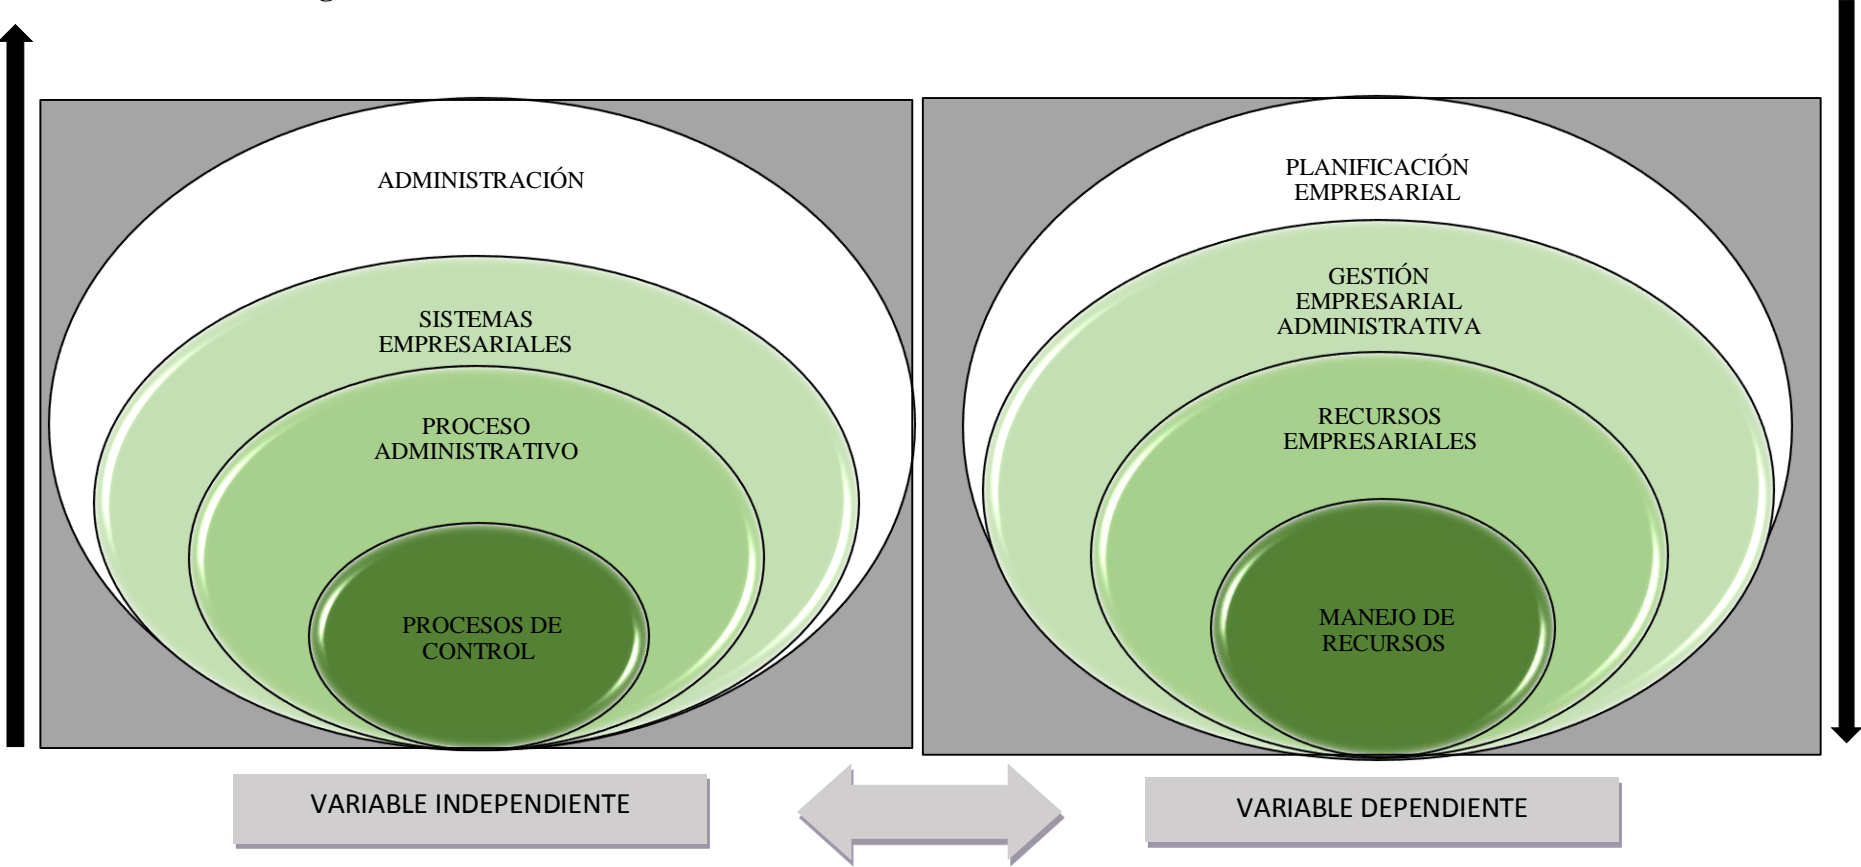 ADMINISTRACIÓN
SISTEMAS
EMPRESARIALES
PROCESO
ADMINISTRATIVO
PROCESOS DE
CONTROL
PLANIFICACIÓN
EMPRESARIAL
GESTIÓN
EMPRESARIAL
ADMINISTRATIVA
RECURSOS
EMPRESARIALES
MANEJO DE
RECURSOS
VARIABLE INDEPENDIENTE
VARIABLE DEPENDIENTE